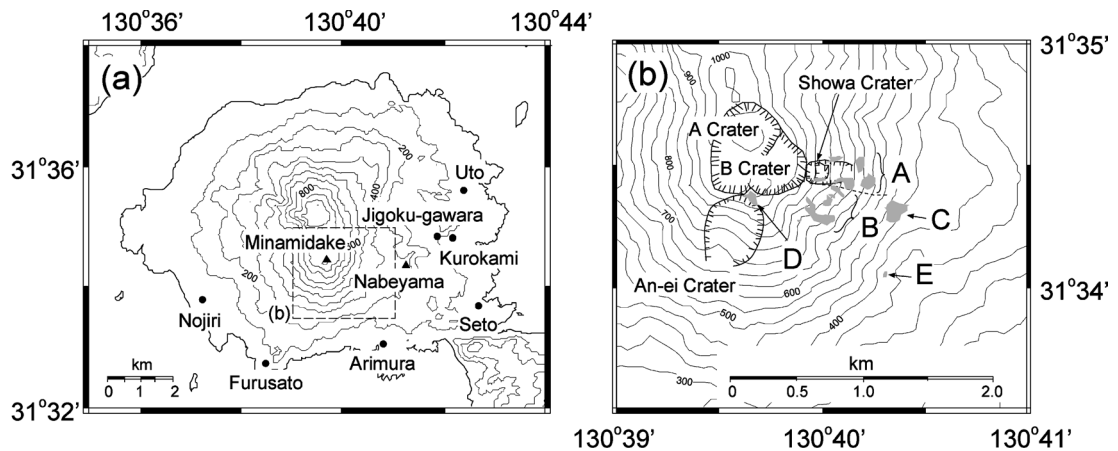 130°36’ 130°40’ 130°44’
(a)
31°36’
31°32’
200
800
400
Uto
Jigoku-gawara
Minamidake
300
Kurokami
200
Nabeyama
(b)
Nojiri
Seto
Arimura
Furusato
km
0 1 2
(b)
31°35’
31°34’
1000
900
Showa Crater
A Crater
B Crater
800
A
700
B
C
D
E
An-ei Crater
600
500
400
300
km
0 0.5 1.0 2.0
130°39’ 130°40’ 130°41’